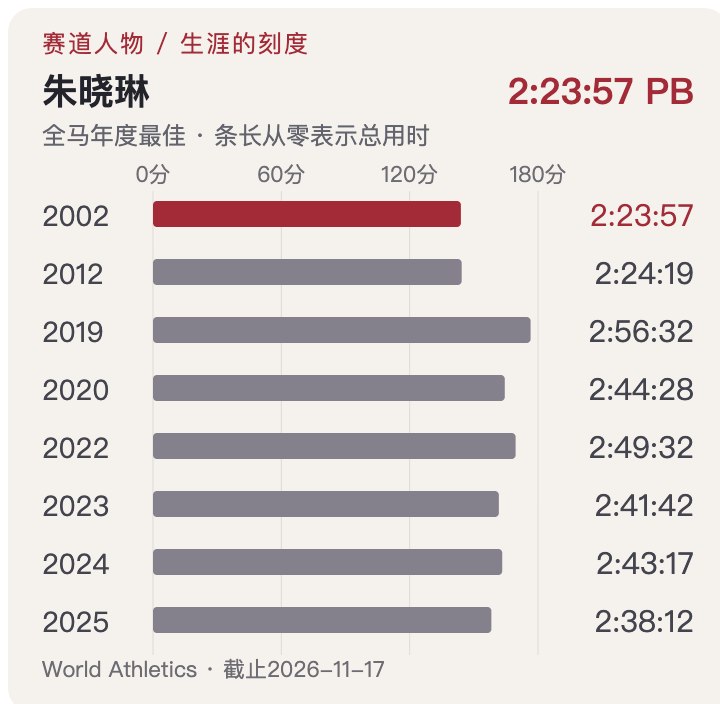 赛道人物 / 生涯的刻度
朱晓琳 2:23:57 PB
全马年度最佳 · 条长从零表示总用时
0分 60分 120分 180分
2002 2:23:57
2012 2:24:19
2019 2:56:32
2020 2:44:28
2022 2:49:32
2023 2:41:42
2024 2:43:17
2025 2:38:12
World Athletics · 截止2026–11–17